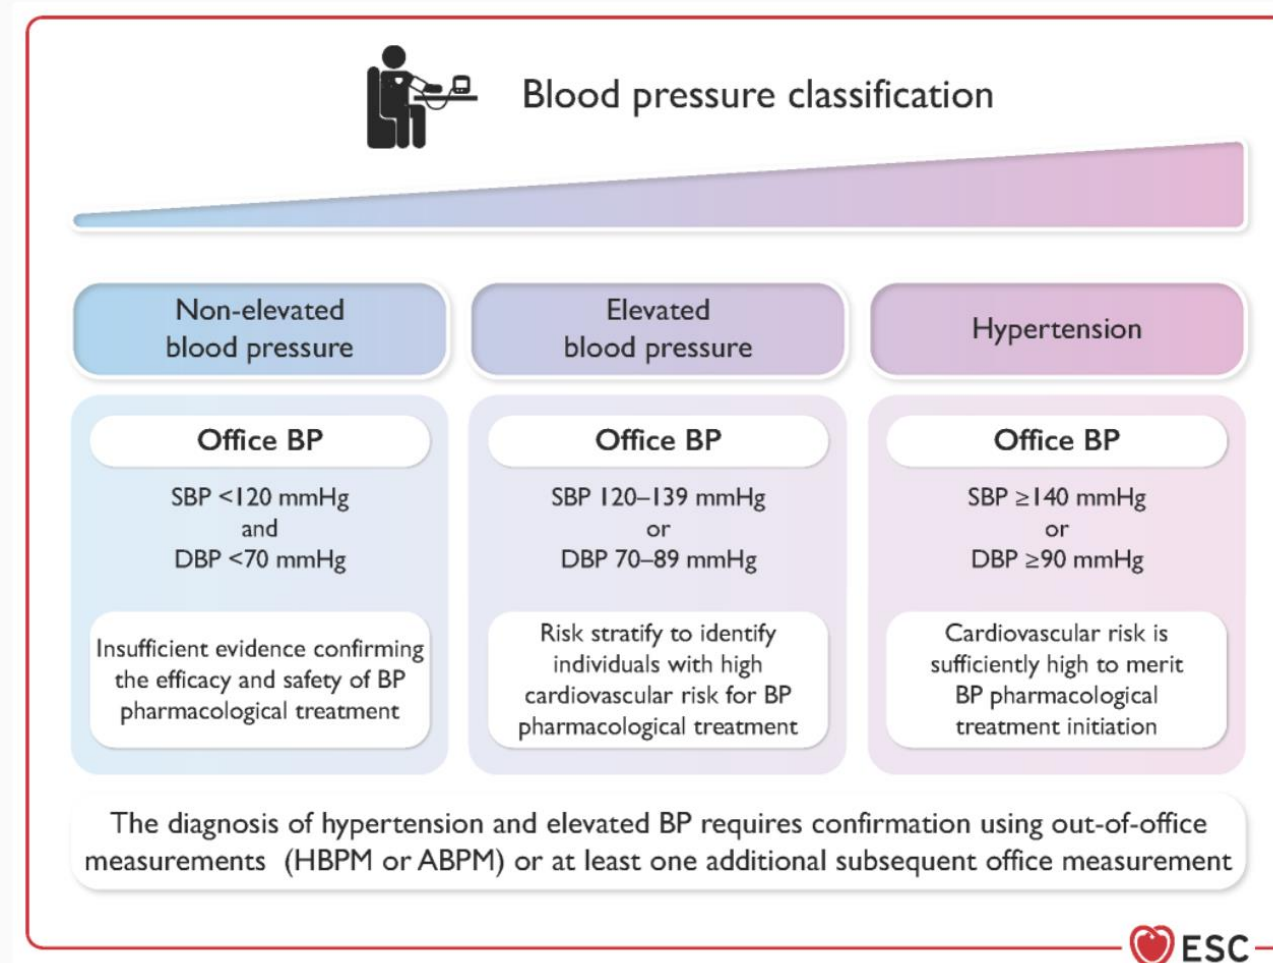 Blood pressure classification
Non-elevated
blood pressure
Elevated
blood pressure
Hypertension
Office BP
SBP <120 mmHg
and
DBP <70 mmHg
Insufficient evidence confirming
the efficacy and safety of BP
pharmacological treatment
Office BP
SBP 120–139 mmHg
or
DBP 70–89 mmHg
Risk stratify to identify
individuals with high
cardiovascular risk for BP
pharmacological treatment
Office BP
SBP ≥140 mmHg
or
DBP ≥90 mmHg
Cardiovascular risk is
sufficiently high to merit
BP pharmacological
treatment initiation
The diagnosis of hypertension and elevated BP requires confirmation using out-of-office
measurements (HBPM or ABPM) or at least one additional subsequent office measurement
ESC